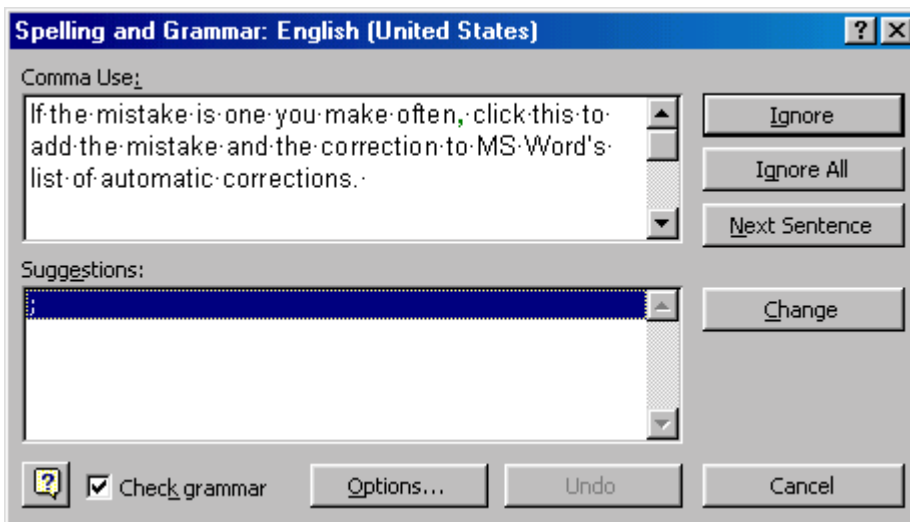 Spelling and Grammar: English (United States)
Comma Use:
If·the·mistake·is·one·you·make·often,·click·this·to·
add·the·mistake·and·the·correction·to·MS·Word's·
list·of·automatic·corrections.·
Ignore
Ignore All
Next Sentence
Suggestions:
;
Change
Check grammar
Options...
Undo
Cancel